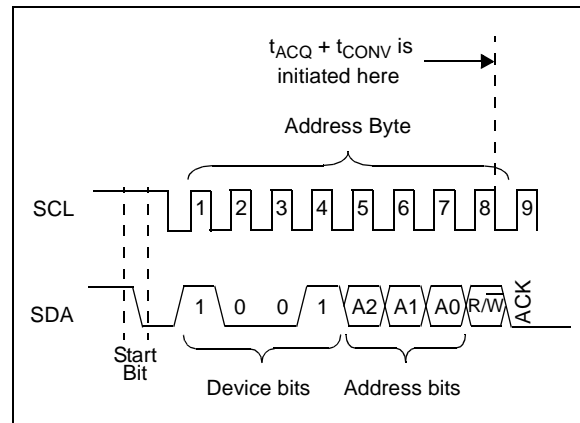 tACQ + tCONV is
initiated here
Address Byte
SCL 1 2 3 4 5 6 7 8 9
SDA 1 0 0 1 A2 A1 A0 R/W ACK
Start
Bit
Device bits Address bits